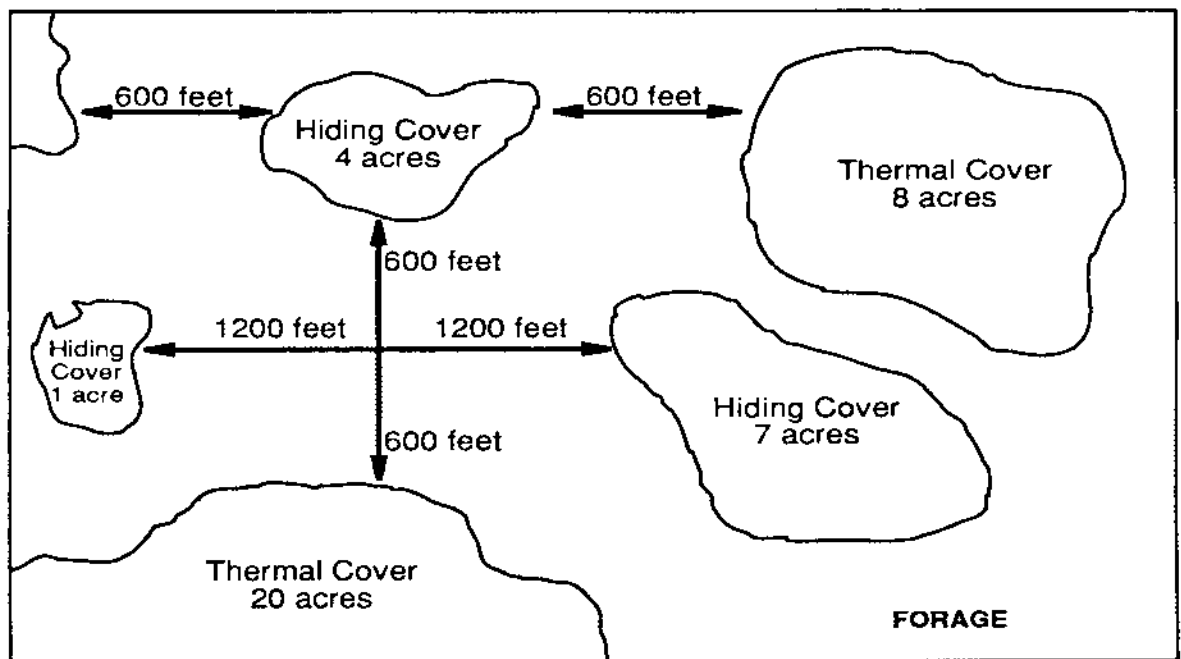 600 feet
600 feet
Hiding Cover
4 acres
Thermal Cover
8 acres
600 feet
1200 feet
1200 feet
Hiding
Cover
1 acre
Hiding Cover
7 acres
600 feet
Thermal Cover
20 acres
FORAGE